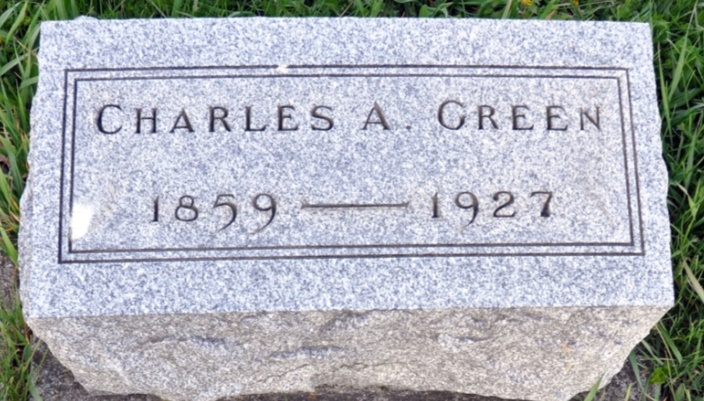 CHARLES A. GREEN
1859 — 1927